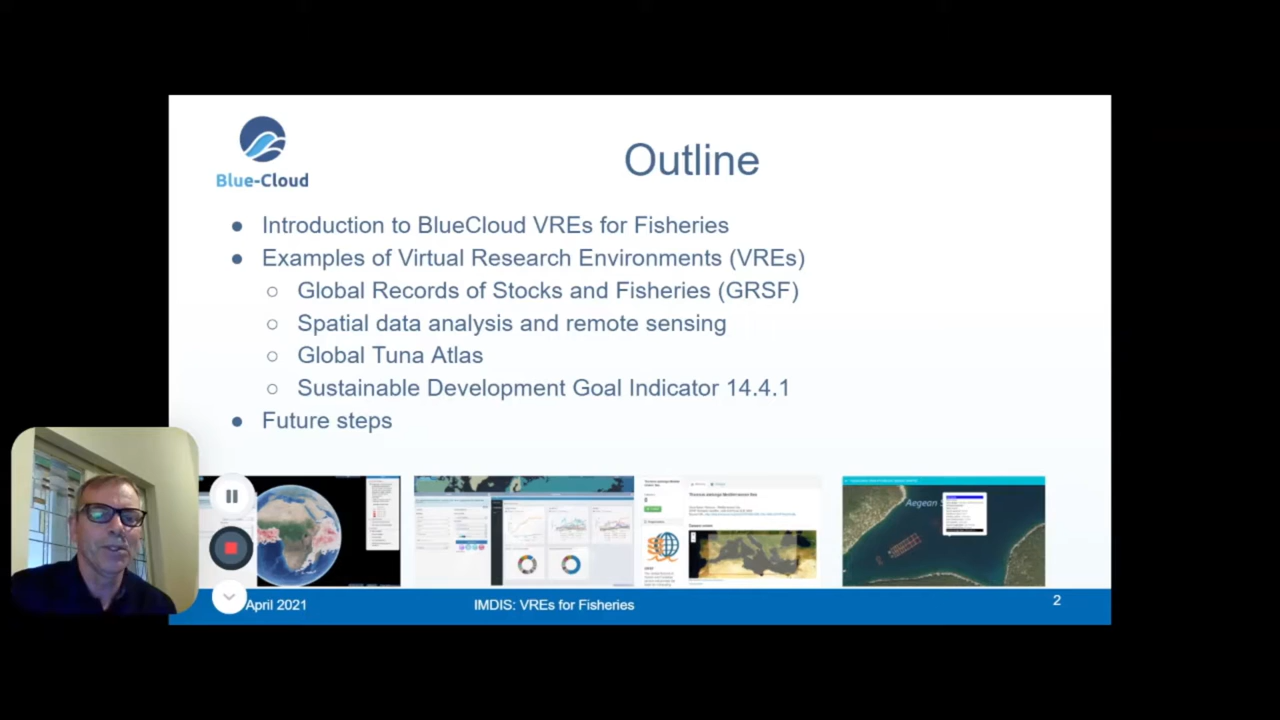 Blue-Cloud
Outline
● Introduction to BlueCloud VREs for Fisheries
● Examples of Virtual Research Environments (VREs)
○ Global Records of Stocks and Fisheries (GRSF)
○ Spatial data analysis and remote sensing
○ Global Tuna Atlas
○ Sustainable Development Goal Indicator 14.4.1
● Future steps
Aegean
April 2021
IMDIS: VREs for Fisheries
2